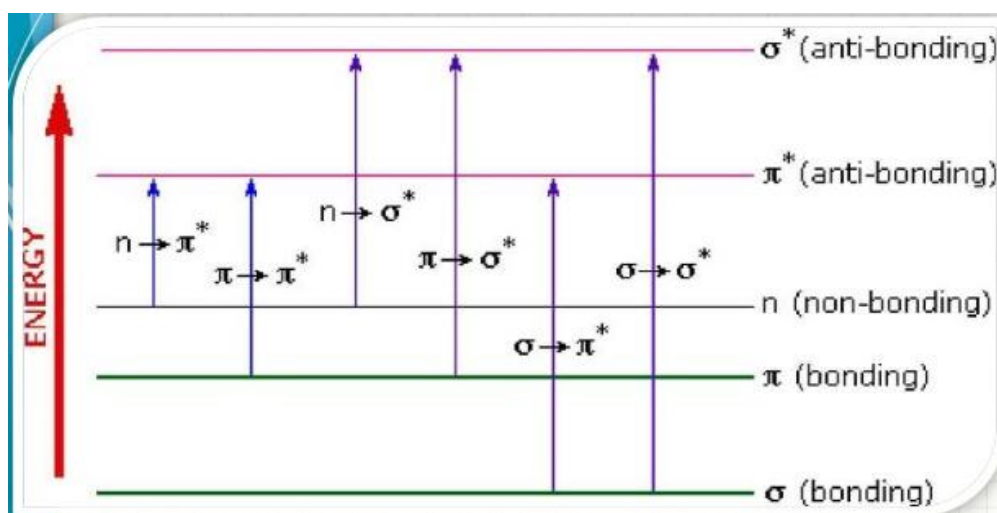 σ* (anti-bonding)
π* (anti-bonding)
n → σ*
n → π*
π → σ*
π → π*
σ → σ*
ENERGY
n (non-bonding)
σ → π*
π (bonding)
σ (bonding)